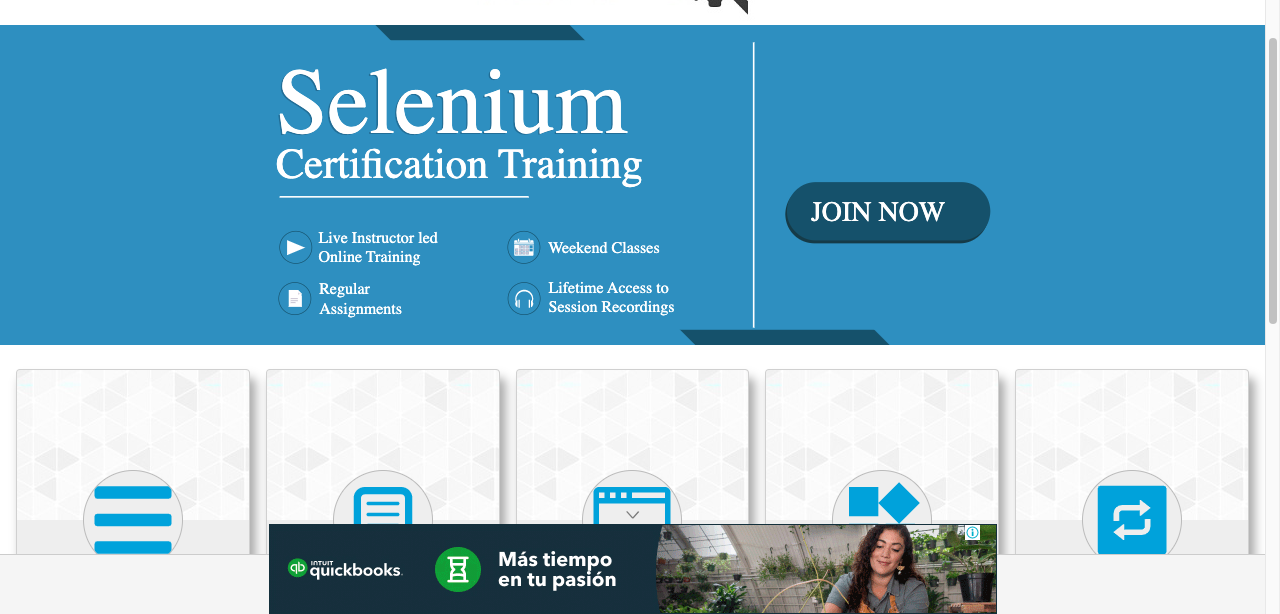 Selenium
Certification Training
Live Instructor led
Online Training
Weekend Classes
Regular
Assignments
Lifetime Access to
Session Recordings
JOIN NOW
qb
INTUIT
quickbooks.
Más tiempo
en tu pasión